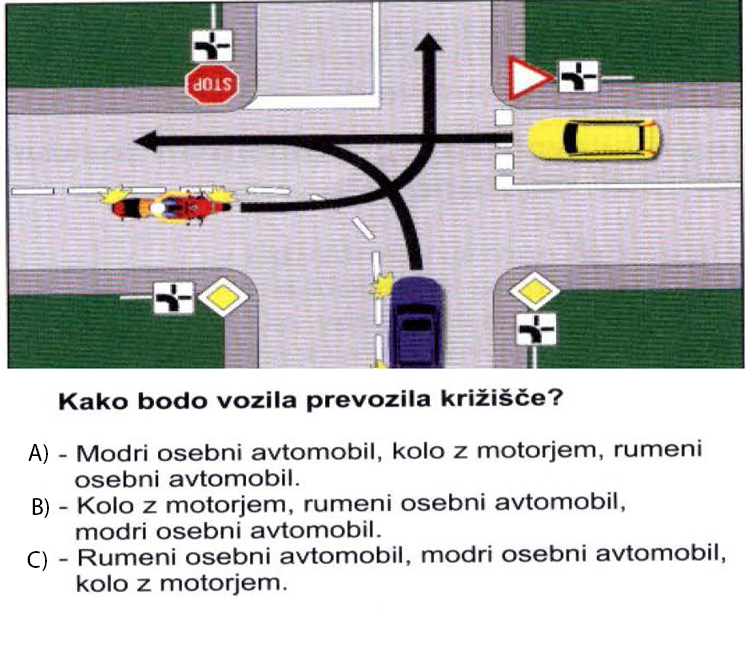 STOP
Kako bodo vozila prevozila križišče?
A) - Modri osebni avtomobil, kolo z motorjem, rumeni
osebni avtomobil.
B) - Kolo z motorjem, rumeni osebni avtomobil,
modri osebni avtomobil.
C) - Rumeni osebni avtomobil, modri osebni avtomobil,
kolo z motorjem.